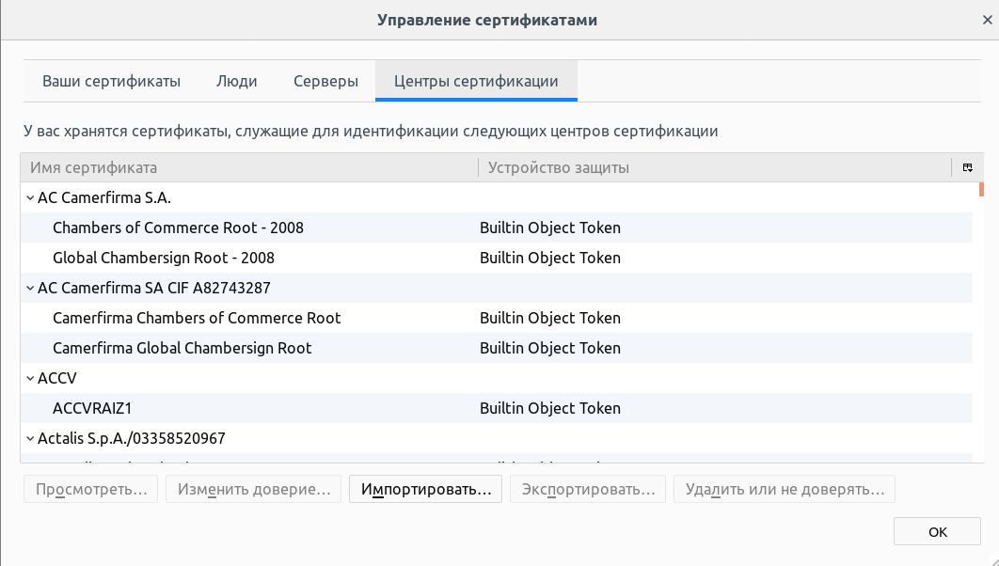 Управление сертификатами
Ваши сертификаты Люди Серверы Центры сертификации
У вас хранятся сертификаты, служащие для идентификации следующих центров сертификации
Имя сертификата Устройство защиты
AC Camerfirma S.A.
Chambers of Commerce Root - 2008 Builtin Object Token
Global Chambersign Root - 2008 Builtin Object Token
AC Camerfirma SA CIF A82743287
Camerfirma Chambers of Commerce Root Builtin Object Token
Camerfirma Global Chambersign Root Builtin Object Token
ACCV
ACCVRAIZ1 Builtin Object Token
Actalis S.p.A./03358520967
Просмотреть... Изменить доверие... Импортировать... Экспортировать... Удалить или не доверять...
ОК